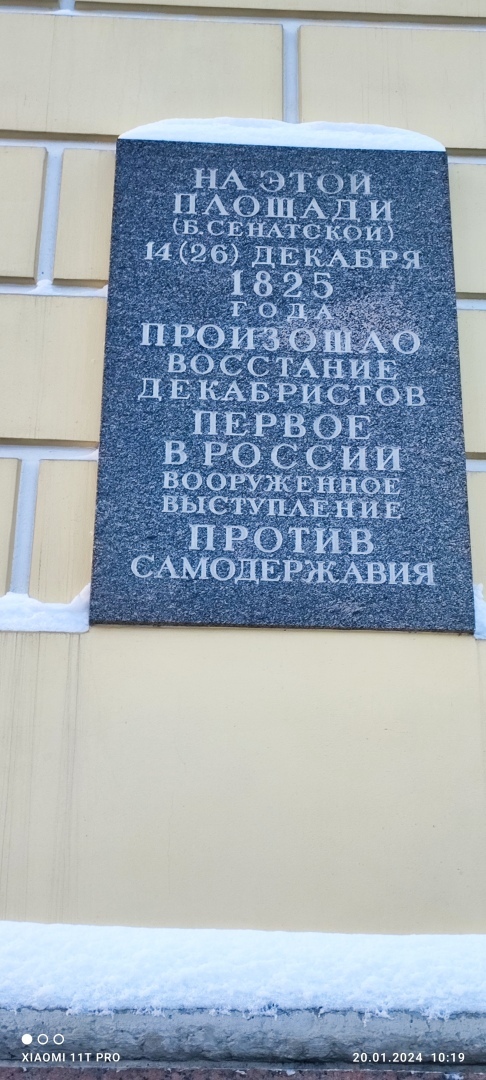 НА ЭТОЙ
ПЛОЩАДИ
(Б.СЕНАТСКОЙ)
14(26) ДЕКАБРЯ
1825
ГОДА
ПРОИЗОШЛО
ВОССТАНИЕ
ДЕКАБРИСТОВ
ПЕРВОЕ
В РОССИИ
ВООРУЖЕННОЕ
ВЫСТУПЛЕНИЕ
ПРОТИВ
САМОДЕРЖАВИЯ
XIAOMI 11T PRO
20.01.2024 10:19